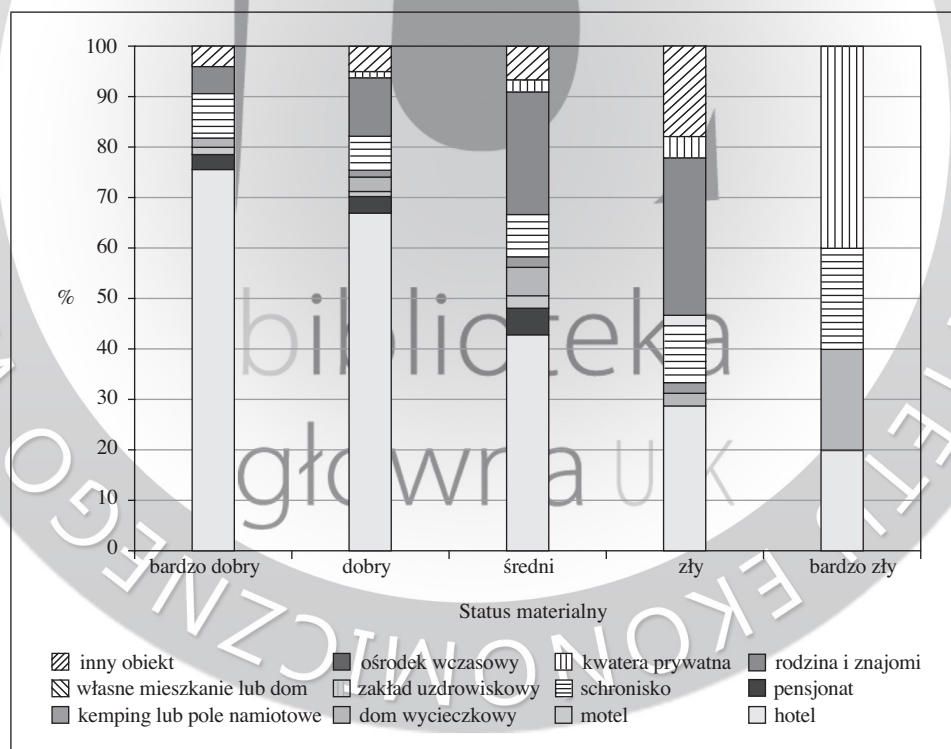 100
90
80
70
60
%
50
40
30
20
10
0
bardzo dobry dobry średni zły bardzo zły
Status materialny
inny obiekt ośrodek wczasowy kwatera prywatna rodzina i znajomi
własne mieszkanie lub dom zakład uzdrowiskowy schronisko pensjonat
kemping lub pole namiotowe dom wycieczkowy motel hotel
biblioteka
główna U K
O EKONOMICZNEGO